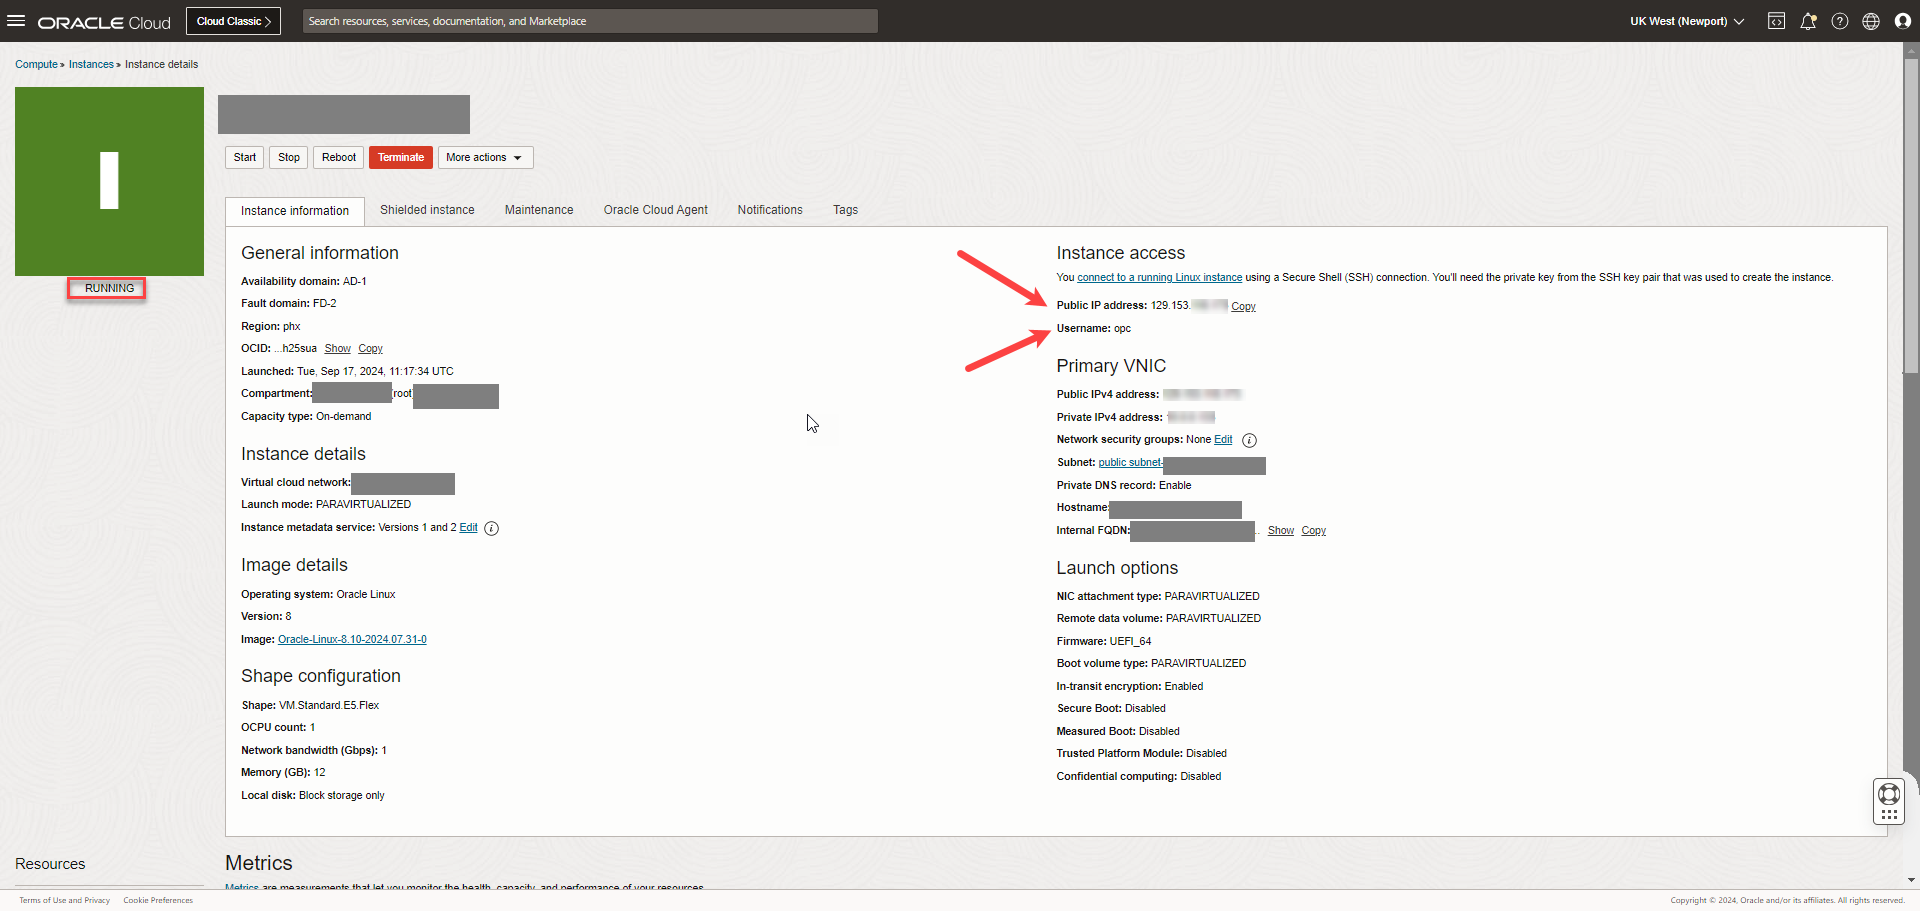 ORACLE Cloud
Cloud Classic
Search resources, services, documentation, and Marketplace
UK West (Newport)
Compute » Instances » Instance details
I
RUNNING
Start
Stop
Reboot
Terminate
More actions
Instance information
Shielded instance
Maintenance
Oracle Cloud Agent
Notifications
Tags
General information
Availability domain: AD-1
Fault domain: FD-2
Region: phx
OCID: ...h25sua Show Copy
Launched: Tue, Sep 17, 2024, 11:17:34 UTC
Compartment: (root)
Capacity type: On-demand
Instance details
Virtual cloud network:
Launch mode: PARAVIRTUALIZED
Instance metadata service: Versions 1 and 2 Edit
Image details
Operating system: Oracle Linux
Version: 8
Image: Oracle-Linux-8.10-2024.07.31-0
Shape configuration
Shape: VM.Standard.E5.Flex
OCPU count: 1
Network bandwidth (Gbps): 1
Memory (GB): 12
Local disk: Block storage only
Instance access
You connect to a running Linux instance using a Secure Shell (SSH) connection. You'll need the private key from the SSH key pair that was used to create the instance.
Public IP address: 129.153. Copy
Username: opc
Primary VNIC
Public IPv4 address:
Private IPv4 address:
Network security groups: None Edit
Subnet: public subnet-
Private DNS record: Enable
Hostname:
Internal FQDN: ... Show Copy
Launch options
NIC attachment type: PARAVIRTUALIZED
Remote data volume: PARAVIRTUALIZED
Firmware: UEFI_64
Boot volume type: PARAVIRTUALIZED
In-transit encryption: Enabled
Secure Boot: Disabled
Measured Boot: Disabled
Trusted Platform Module: Disabled
Confidential computing: Disabled
Resources
Metrics
Metrics are measurements that let you monitor the health, capacity, and performance of your resources.
Terms of Use and Privacy
Cookie Preferences
Copyright © 2024, Oracle and/or its affiliates. All rights reserved.